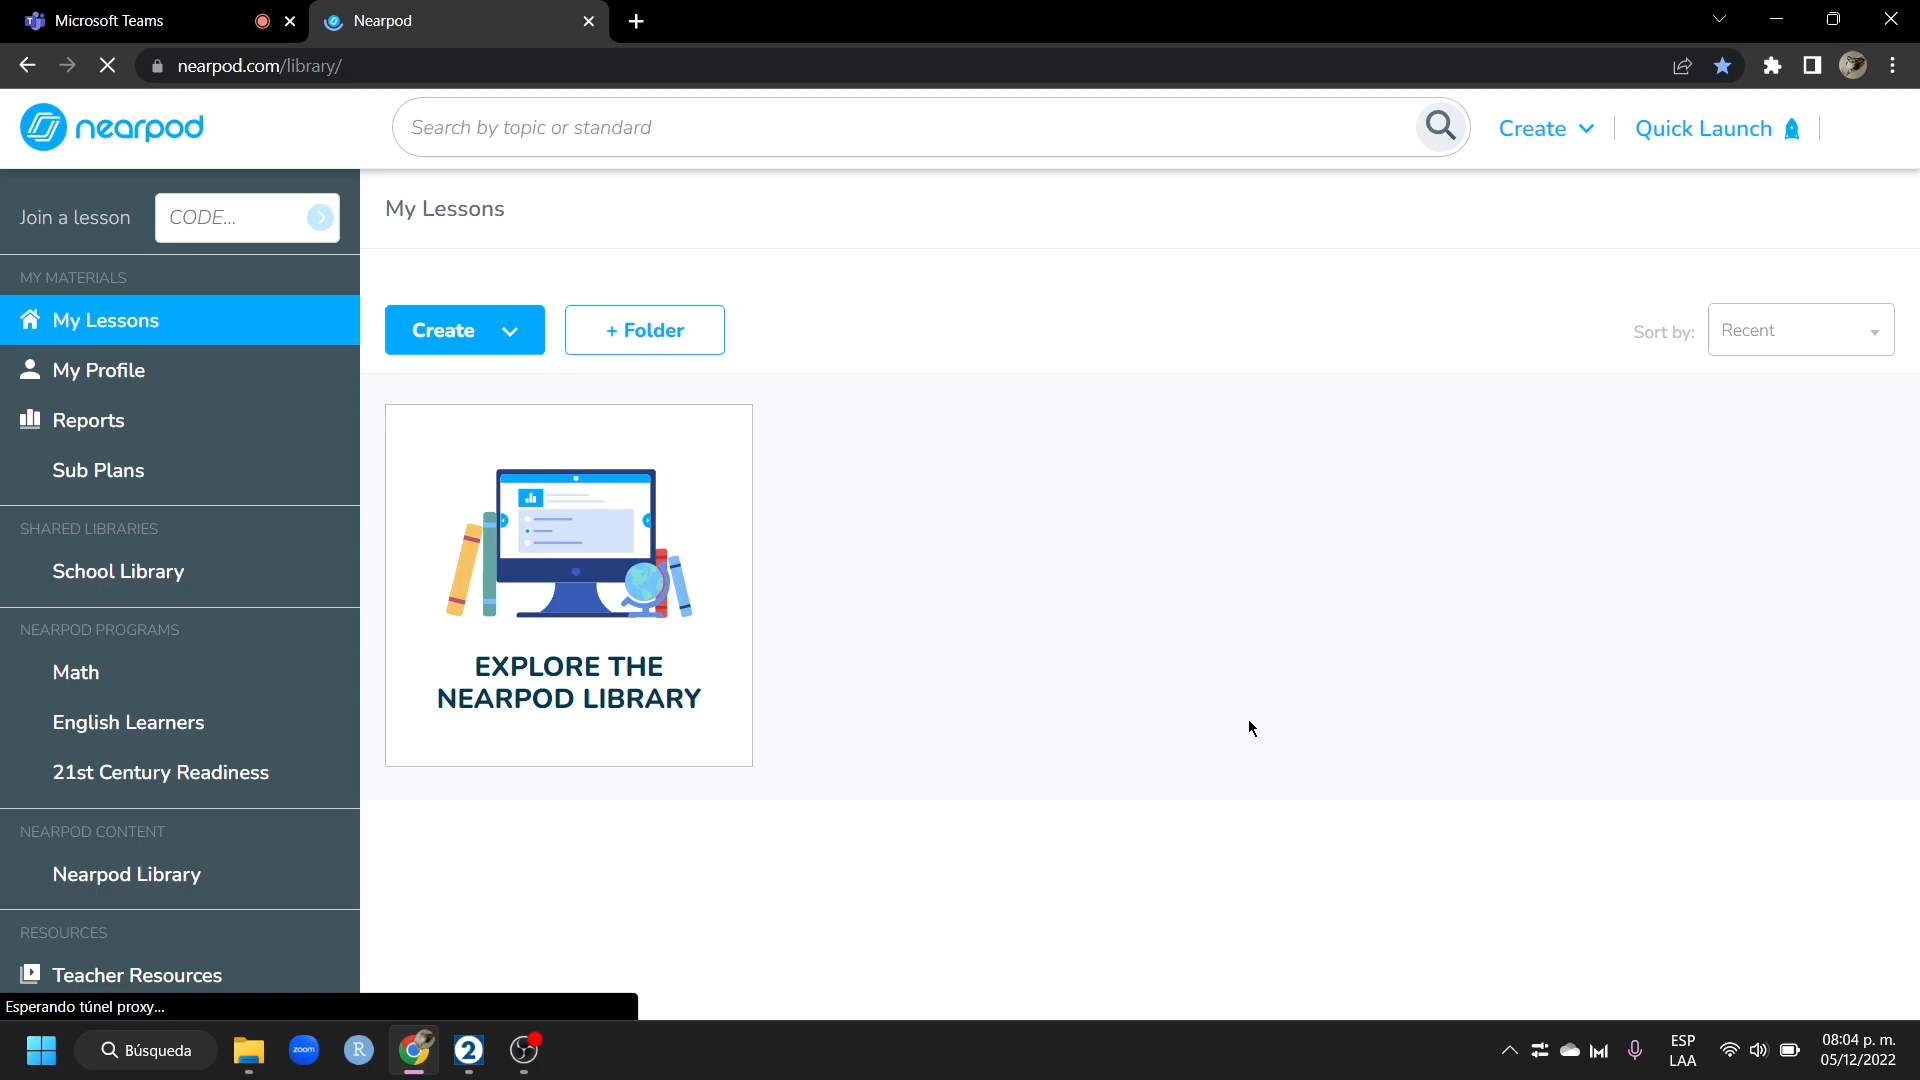 Microsoft Teams
Nearpod
nearpod.com/library/
nearpod
Search by topic or standard
Create
Quick Launch
Join a lesson
CODE...
My Lessons
MY MATERIALS
My Lessons
My Profile
Reports
Sub Plans
SHARED LIBRARIES
School Library
NEARPOD PROGRAMS
Math
English Learners
21st Century Readiness
NEARPOD CONTENT
Nearpod Library
RESOURCES
Teacher Resources
Create
+ Folder
Sort by:
Recent
EXPLORE THE
NEARPOD LIBRARY
Esperando túnel proxy...
Búsqueda
zoom
R
2
ESP
LAA
08:04 p. m.
05/12/2022